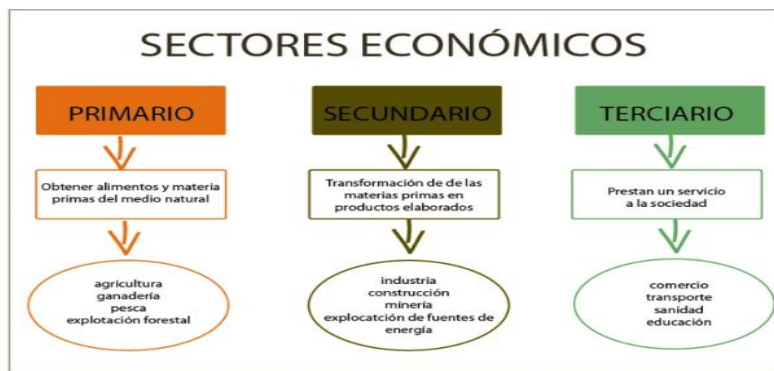 SECTORES ECONÓMICOS
PRIMARIO
Obtener alimentos y materia
primas del medio natural
agricultura
ganadería
pesca
explotación forestal
SECUNDARIO
Transformación de de las
materias primas en
productos elaborados
industria
construcción
minería
explocatción de fuentes de
energía
TERCIARIO
Prestan un servicio
a la sociedad
comercio
transporte
sanidad
educación